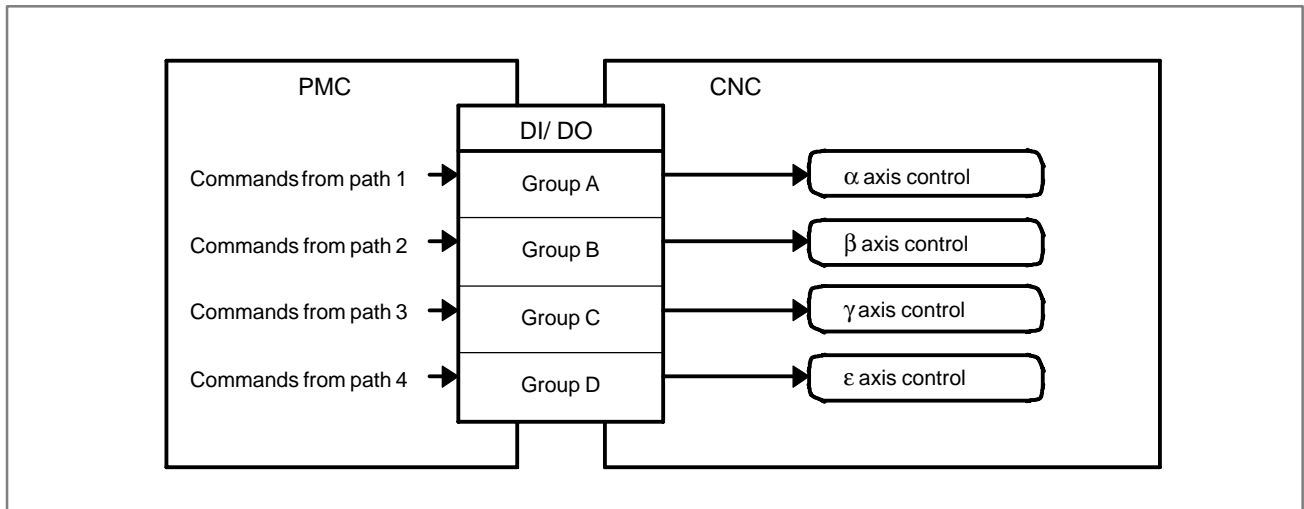 PMC
CNC
DI/ DO
Commands from path 1
Group A
α axis control
Commands from path 2
Group B
β axis control
Commands from path 3
Group C
γ axis control
Commands from path 4
Group D
ε axis control